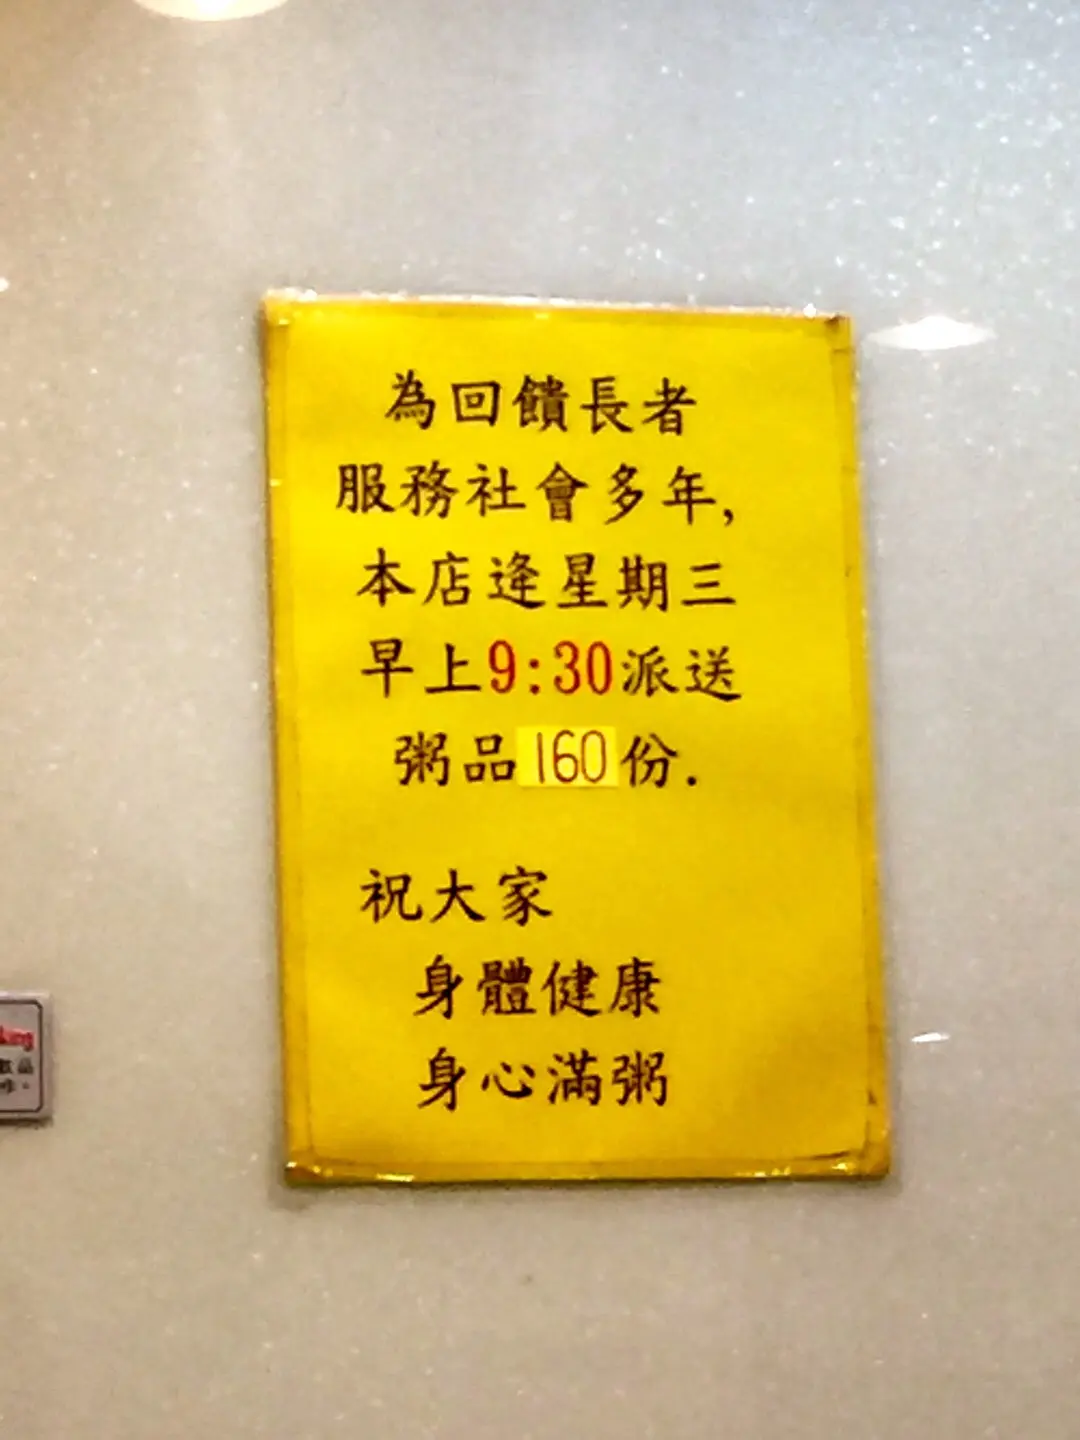 為回饋長者
服務社會多年,
本店逄星期三
早上9:30派送
粥品160份.
祝大家
身體健康
身心滿粥